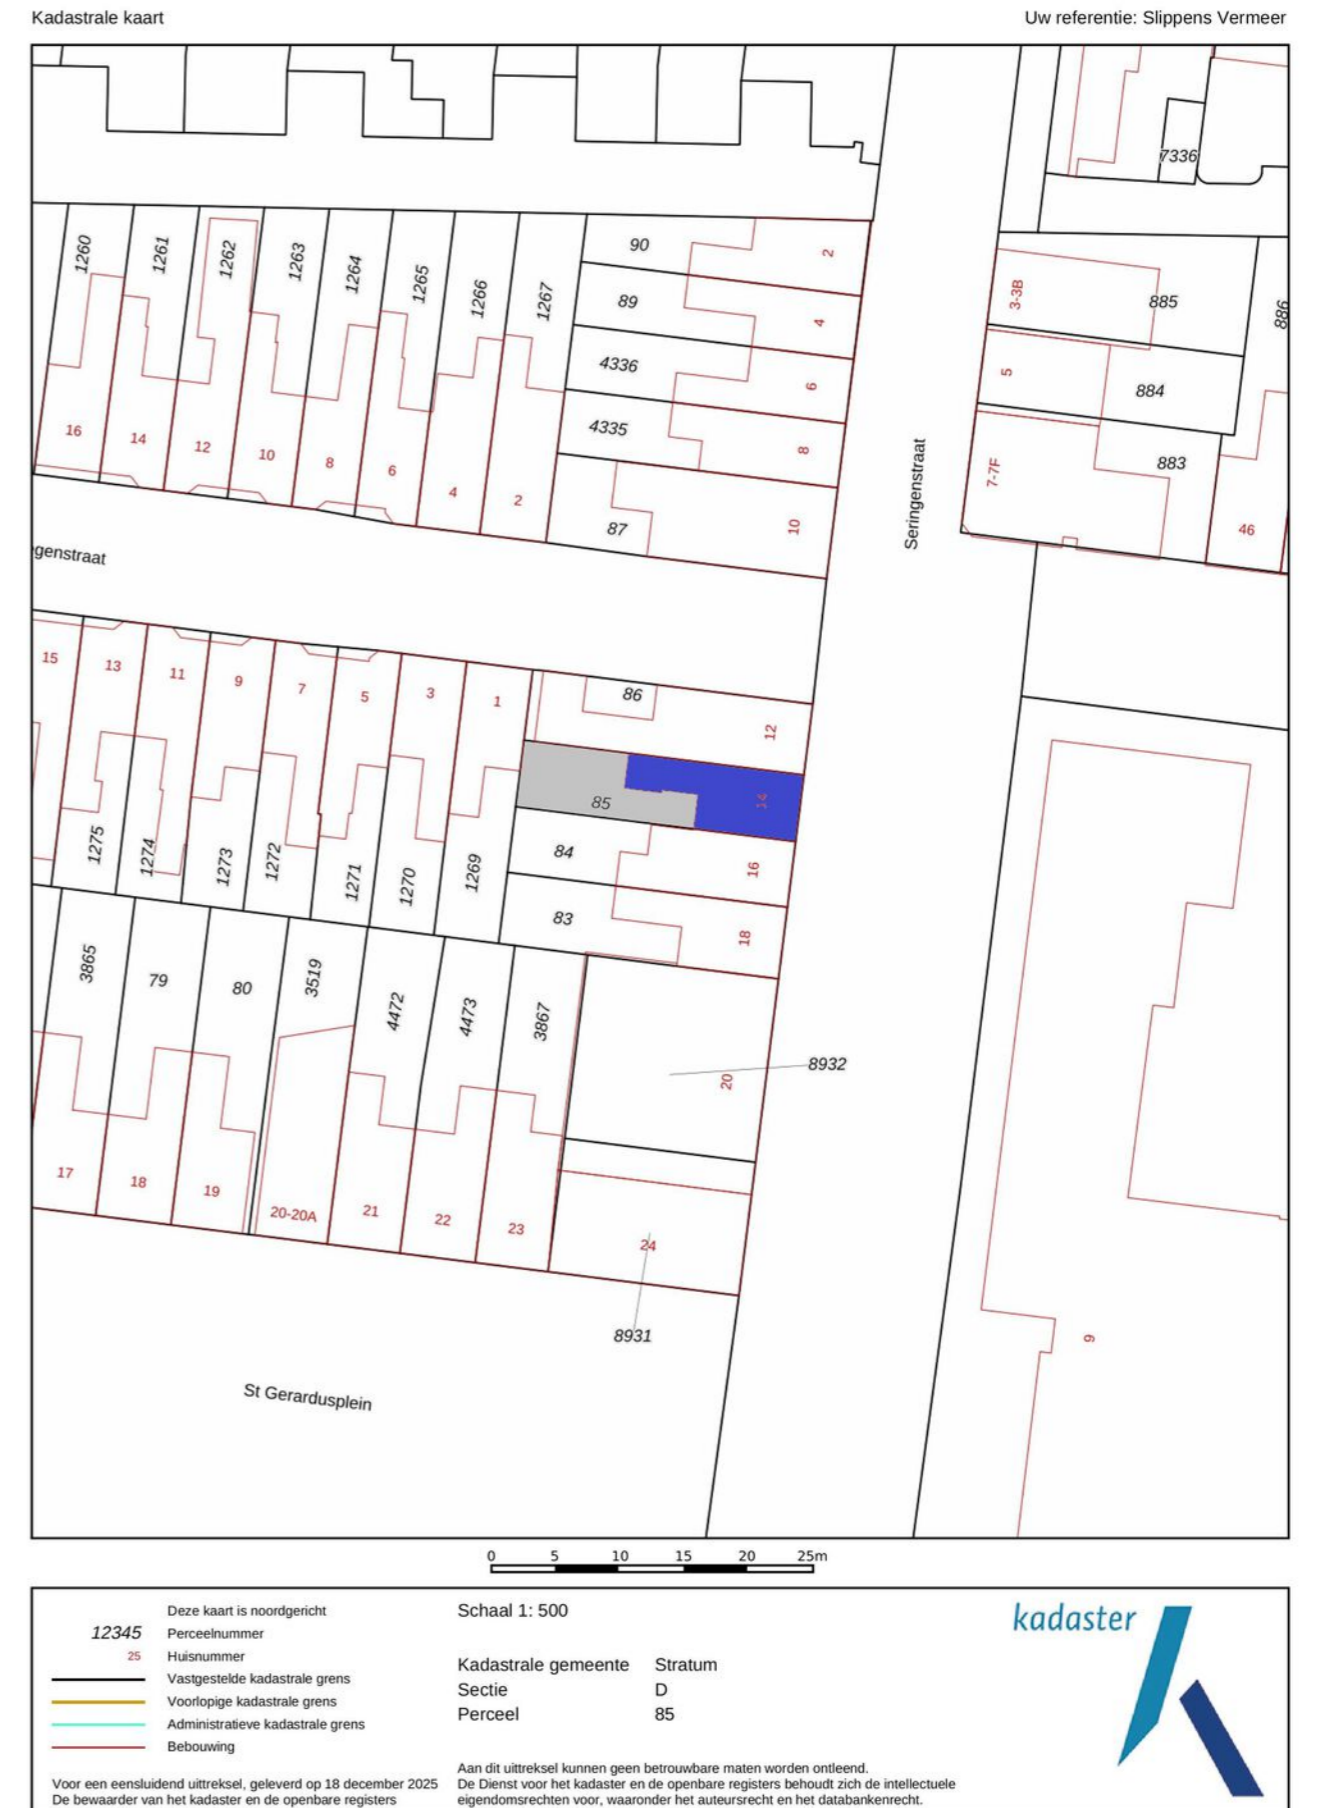 Kadastrale kaart
Uw referentie: Slippens Vermeer
7336
1260
1261
1262
1263
1264
1265
1266
1267
90
2
89
4
4336
6
4335
8
87
10
16
14
12
10
8
6
4
2
3-3B
885
886
5
884
7-7F
883
46
Seringenstraat
genstraat
15
13
11
9
7
5
3
1
86
12
85
14
84
16
83
18
1275
1274
1273
1272
1271
1270
1269
3865
79
80
3519
4472
4473
3867
8932
20
17
18
19
20-20A
21
22
23
24
8931
9
St Gerardusplein
0 5 10 15 20 25m
Deze kaart is noordgericht
12345 Perceelnummer
25 Huisnummer
Vastgestelde kadastrale grens
Voorlopige kadastrale grens
Administratieve kadastrale grens
Bebouwing
Voor een eensluidend uittreksel, geleverd op 18 december 2025
De bewaarder van het kadaster en de openbare registers
Schaal 1: 500
Kadastrale gemeente Stratum
Sectie D
Perceel 85
Aan dit uittreksel kunnen geen betrouwbare maten worden ontleend.
De Dienst voor het kadaster en de openbare registers behoudt zich de intellectuele
eigendomsrechten voor, waaronder het auteursrecht en het databankenrecht.
kadaster